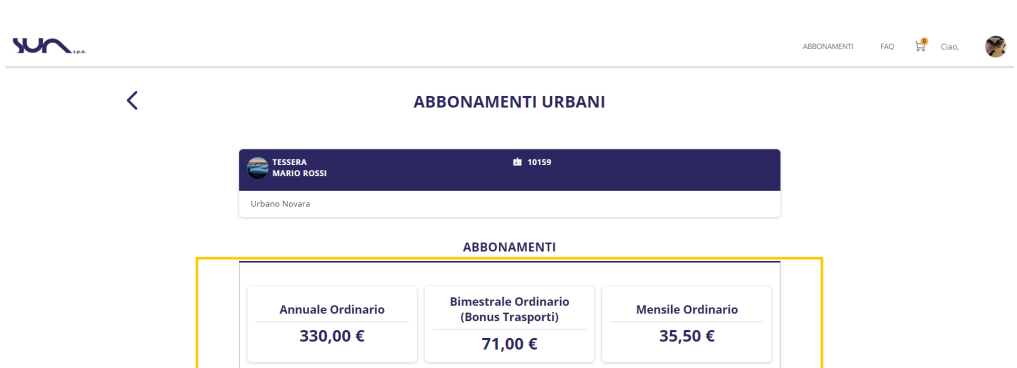 SUN S.P.A.
ABBONAMENTI FAQ 0 Ciao,
ABBONAMENTI URBANI
TESSERA
MARIO ROSSI
10159
Urbano Novara
ABBONAMENTI
Annuale Ordinario
330,00 €
Bimestrale Ordinario
(Bonus Trasporti)
71,00 €
Mensile Ordinario
35,50 €